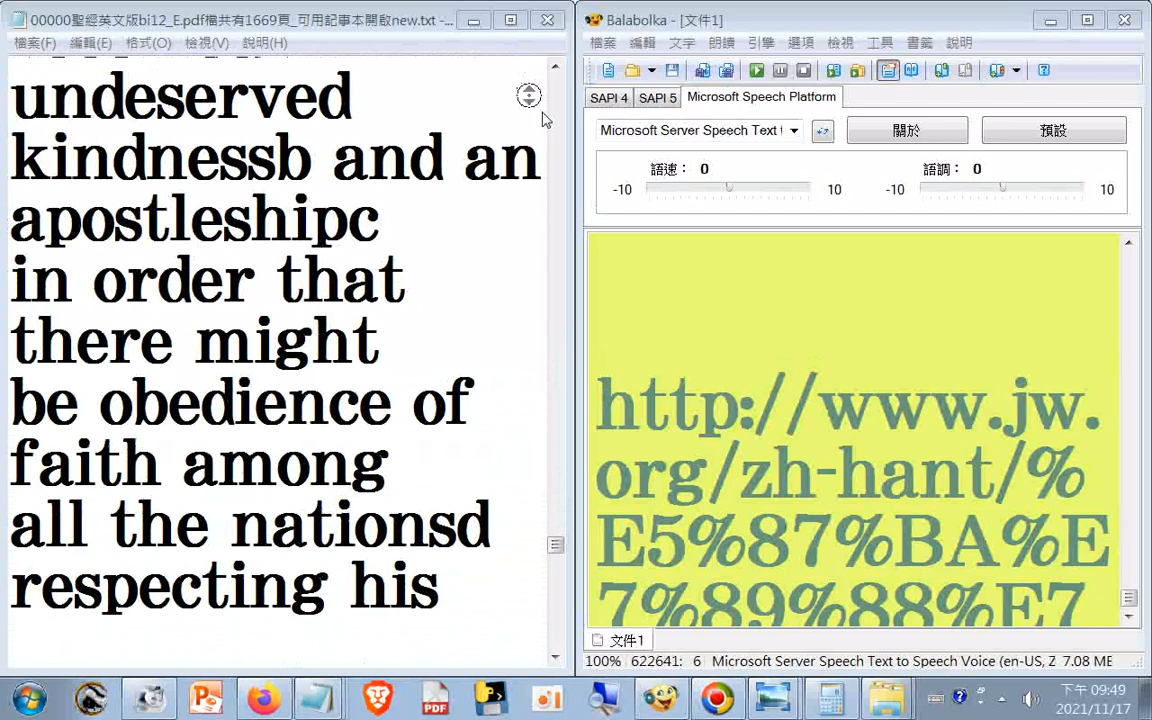 00000聖經英文版bi12_E.pdf檔共有1669頁_可用記事本開啟new.txt -...
檔案(F) 編輯(E) 格式(O) 檢視(V) 說明(H)
undeserved
kindnessb and an
apostleshipc
in order that
there might
be obedience of
faith among
all the nationsd
respecting his
Balabolka - [文件1]
檔案 編輯 文字 朗讀 引擎 選項 檢視 工具 書籤 說明
SAPI 4 SAPI 5 Microsoft Speech Platform
Microsoft Server Speech Text 關於 預設
語速： 0 語調： 0
-10 10 -10 10
http://www.jw.
org/zh-hant/%
E5%87%BA%E
7%89%88%E7
文件1
100% 622641: 6 Microsoft Server Speech Text to Speech Voice (en-US, Z 7.08 ME
PDF
下午 09:49
2021/11/17